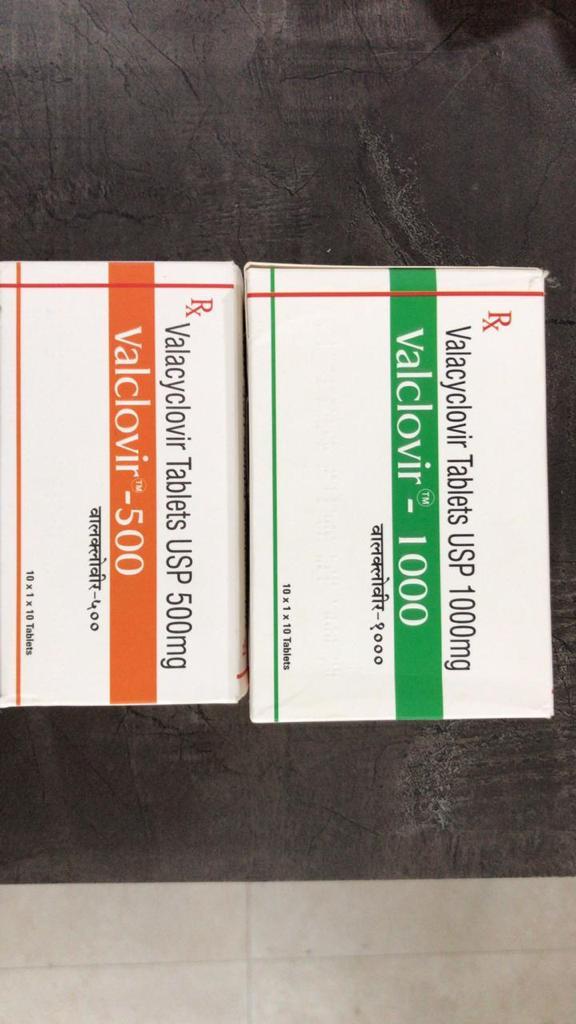 Rx
Valacyclovir Tablets USP 1000mg
Valclovir™ - 1000
वालक्लोवीर-१०००
10 x 1 x 10 Tablets
Rx
Valacyclovir Tablets USP 500mg
Valclovir™-500
वालक्लोवीर-५००
10 x 1 x 10 Tablets